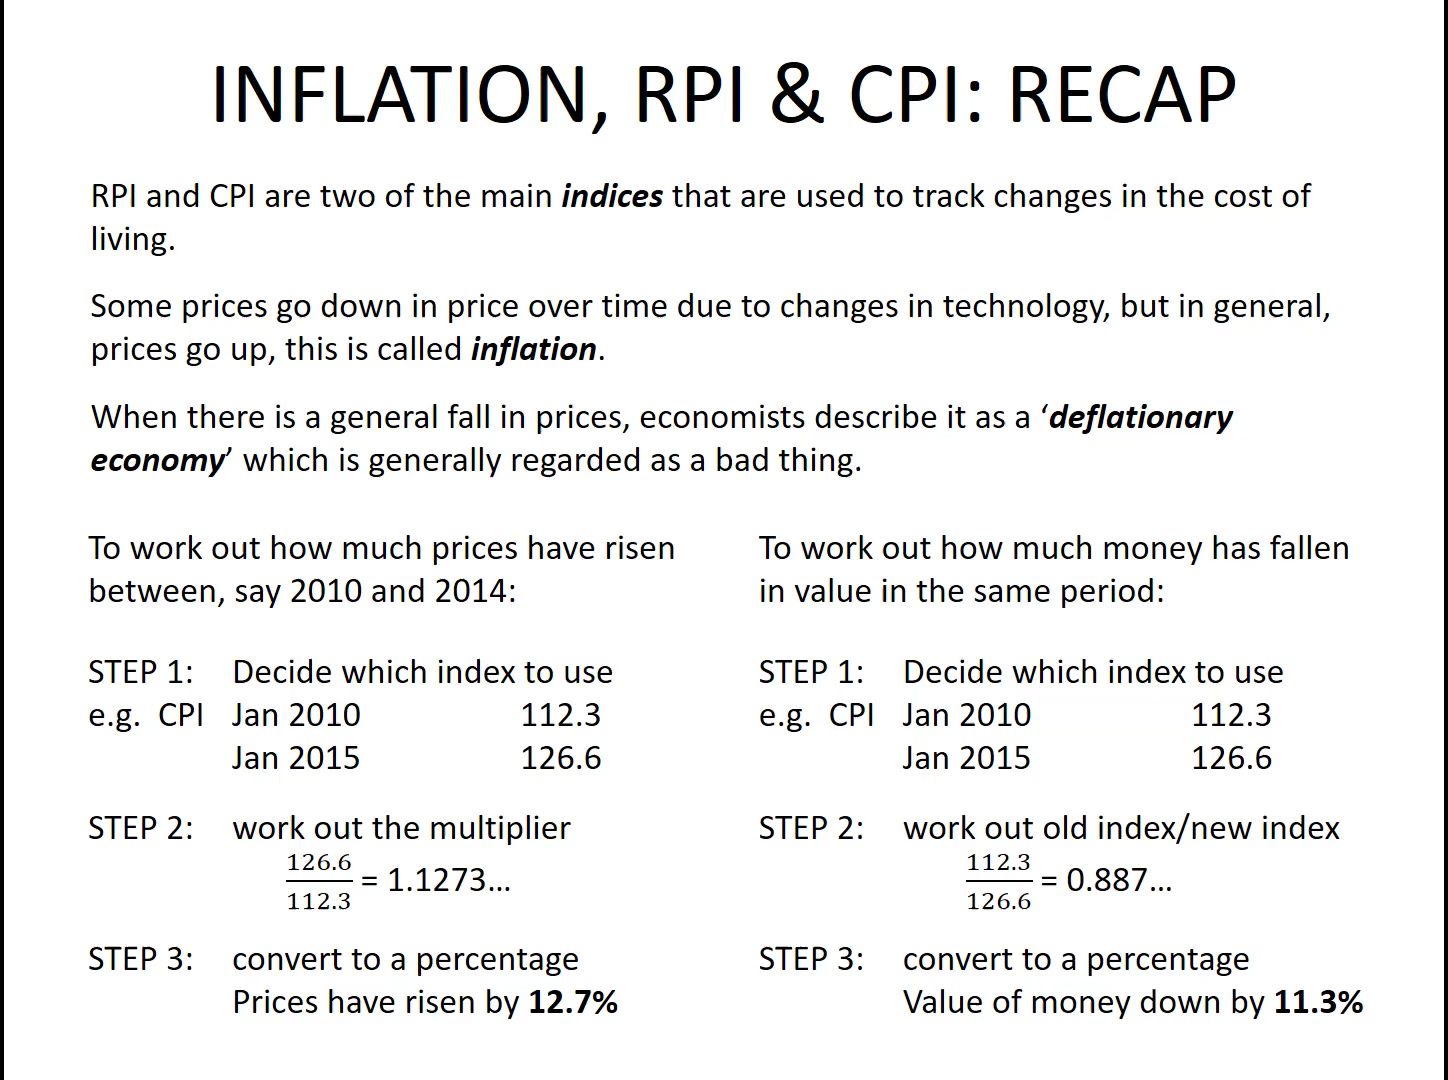 INFLATION, RPI & CPI: RECAP
RPI and CPI are two of the main indices that are used to track changes in the cost of
living.
Some prices go down in price over time due to changes in technology, but in general,
prices go up, this is called inflation.
When there is a general fall in prices, economists describe it as a ‘deflationary
economy’ which is generally regarded as a bad thing.
To work out how much prices have risen
between, say 2010 and 2014:
STEP 1: Decide which index to use
e.g. CPI Jan 2010 112.3
Jan 2015 126.6
STEP 2: work out the multiplier
126.6/112.3 = 1.1273...
STEP 3: convert to a percentage
Prices have risen by 12.7%
To work out how much money has fallen
in value in the same period:
STEP 1: Decide which index to use
e.g. CPI Jan 2010 112.3
Jan 2015 126.6
STEP 2: work out old index/new index
112.3/126.6 = 0.887...
STEP 3: convert to a percentage
Value of money down by 11.3%